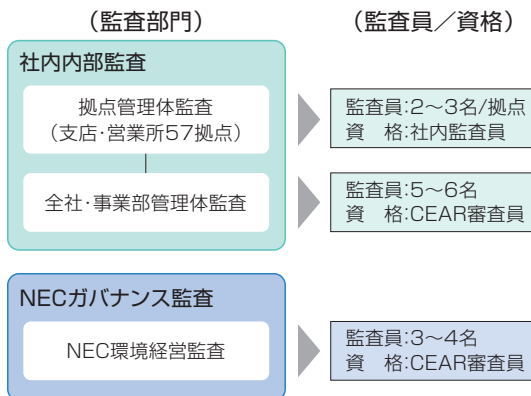 (監査部門)
(監査員／資格)
社内内部監査
拠点管理体監査
(支店・営業所57拠点)
監査員:2〜3名/拠点
資　格:社内監査員
全社・事業部管理体監査
監査員:5〜6名
資　格:CEAR審査員
NECガバナンス監査
NEC環境経営監査
監査員:3〜4名
資　格:CEAR審査員